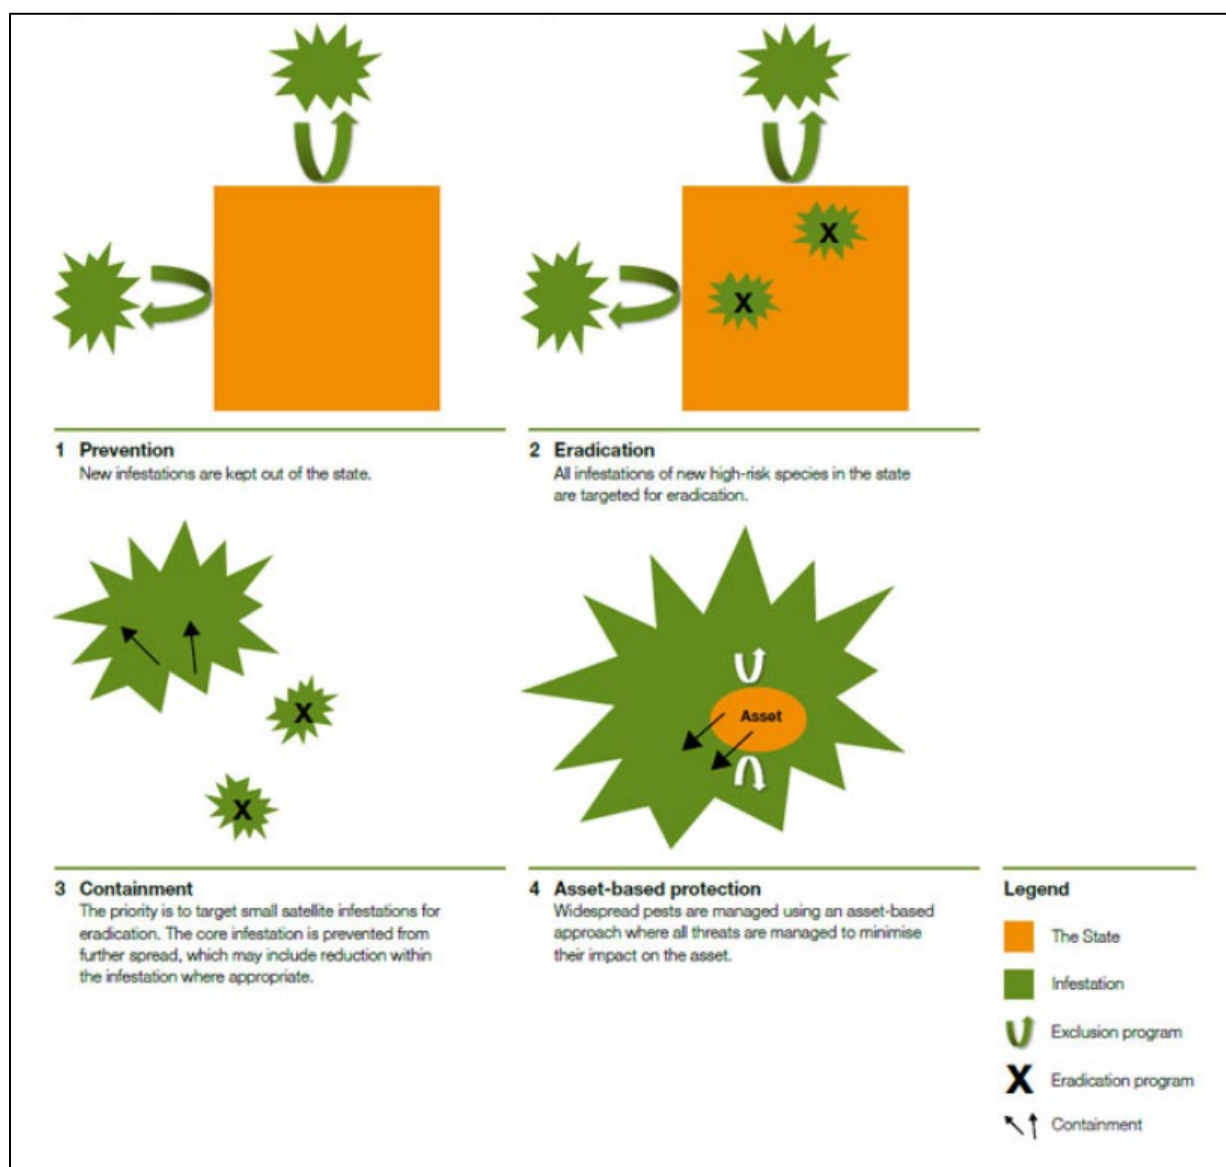 X
X
1 Prevention
New infestations are kept out of the state.
2 Eradication
All infestations of new high-risk species in the state
are targeted for eradication.
X
X
Asset
3 Containment
The priority is to target small satellite infestations for
eradication. The core infestation is prevented from
further spread, which may include reduction within
the infestation where appropriate.
4 Asset-based protection
Widespread pests are managed using an asset-based
approach where all threats are managed to minimise
their impact on the asset.
Legend
The State
Infestation
Exclusion program
X Eradication program
Containment